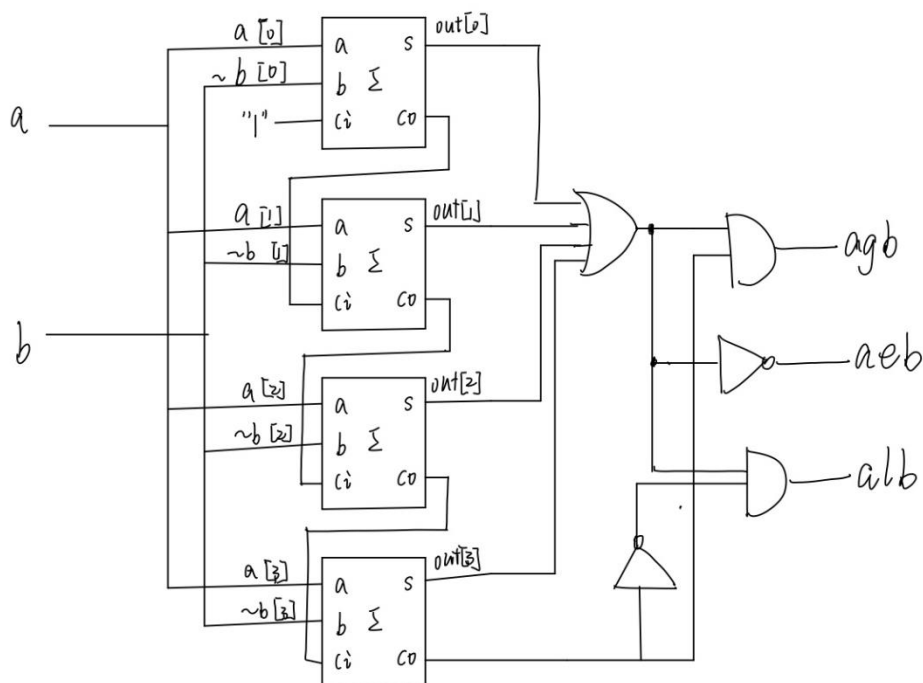 a
b
a[0]
~b[0]
"1"
a
b
Ci
Σ
S
Co
out[0]
a[1]
~b[1]
a
b
Ci
Σ
S
Co
out[1]
a[2]
~b[2]
a
b
Ci
Σ
S
Co
out[2]
a[3]
~b[3]
a
b
Ci
Σ
S
Co
out[3]
agb
aeb
alb